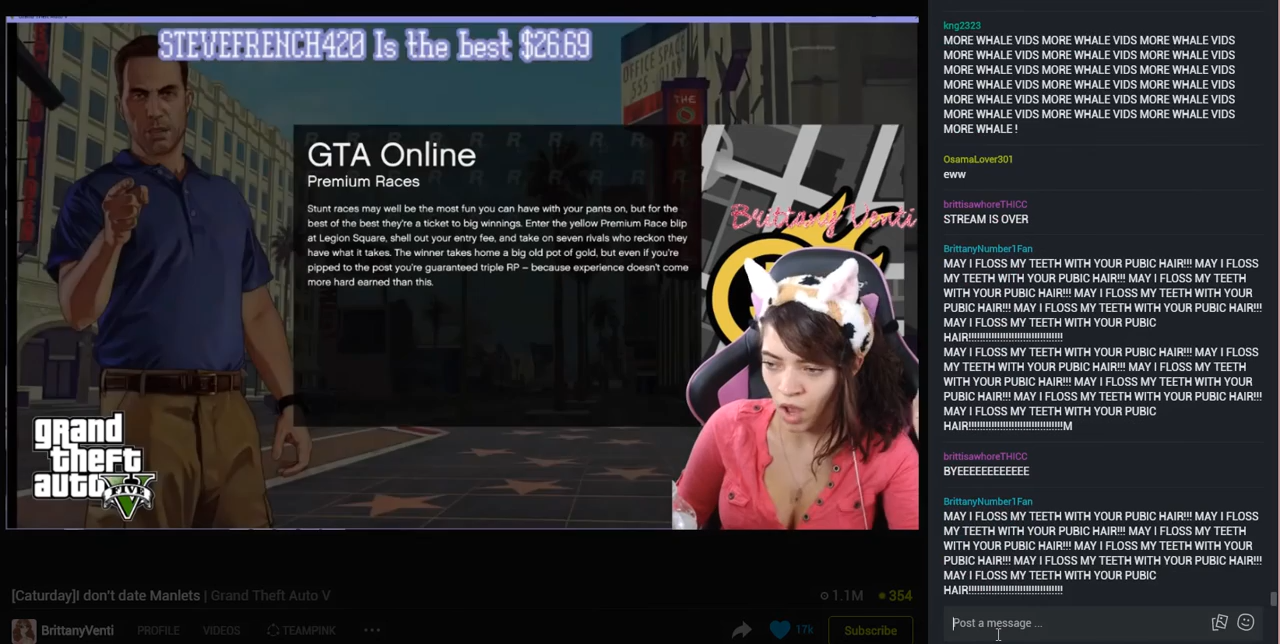 STEVEFRENCH420 Is the best $26.69
OFFICE SPACE
555
THE
GTA Online
Premium Races
Stunt races may well be the most fun you can have with your pants on, but for the
best of the best they're a ticket to big winnings. Enter the yellow Premium Race blip
at Legion Square, shell out your entry fee, and take on seven rivals who reckon they
have what it takes. The winner takes home a big old pot of gold, but even if you're
pipped to the post you're guaranteed triple RP – because experience doesn't come
more hard earned than this.
Brittany Venti
grand
theft
auto
FIVE
[Caturday]I don't date Manlets | Grand Theft Auto V
1.1M
354
BrittanyVenti
PROFILE
VIDEOS
TEAMPINK
17k
Subscribe
kng2323
MORE WHALE VIDS MORE WHALE VIDS MORE WHALE VIDS
MORE WHALE VIDS MORE WHALE VIDS MORE WHALE VIDS
MORE WHALE VIDS MORE WHALE VIDS MORE WHALE VIDS
MORE WHALE VIDS MORE WHALE VIDS MORE WHALE VIDS
MORE WHALE VIDS MORE WHALE VIDS MORE WHALE VIDS
MORE WHALE VIDS MORE WHALE VIDS MORE WHALE VIDS
MORE WHALE !
OsamaLover301
eww
brittisawhoreTHICC
STREAM IS OVER
BrittanyNumber1Fan
MAY I FLOSS MY TEETH WITH YOUR PUBIC HAIR!!! MAY I FLOSS
MY TEETH WITH YOUR PUBIC HAIR!!! MAY I FLOSS MY TEETH
WITH YOUR PUBIC HAIR!!! MAY I FLOSS MY TEETH WITH YOUR
PUBIC HAIR!!! MAY I FLOSS MY TEETH WITH YOUR PUBIC HAIR!!!
MAY I FLOSS MY TEETH WITH YOUR PUBIC
HAIR!!!!!!!!!!!!!!!!!!!!!!!!!!!!!!!!!
MAY I FLOSS MY TEETH WITH YOUR PUBIC HAIR!!! MAY I FLOSS
MY TEETH WITH YOUR PUBIC HAIR!!! MAY I FLOSS MY TEETH
WITH YOUR PUBIC HAIR!!! MAY I FLOSS MY TEETH WITH YOUR
PUBIC HAIR!!! MAY I FLOSS MY TEETH WITH YOUR PUBIC HAIR!!!
MAY I FLOSS MY TEETH WITH YOUR PUBIC
HAIR!!!!!!!!!!!!!!!!!!!!!!!!!!!!!!!!!M
brittisawhoreTHICC
BYEEEEEEEEEEEE
BrittanyNumber1Fan
MAY I FLOSS MY TEETH WITH YOUR PUBIC HAIR!!! MAY I FLOSS
MY TEETH WITH YOUR PUBIC HAIR!!! MAY I FLOSS MY TEETH
WITH YOUR PUBIC HAIR!!! MAY I FLOSS MY TEETH WITH YOUR
PUBIC HAIR!!! MAY I FLOSS MY TEETH WITH YOUR PUBIC HAIR!!!
MAY I FLOSS MY TEETH WITH YOUR PUBIC
HAIR!!!!!!!!!!!!!!!!!!!!!!!!!!!!!!!!!
Post a message ...